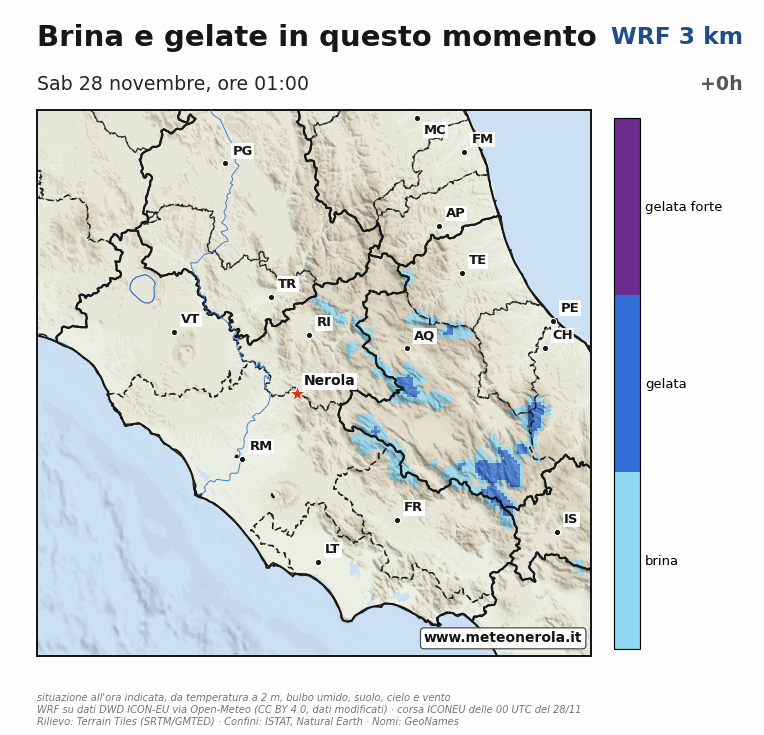 Brina e gelate in questo momento WRF 3 km
Sab 28 novembre, ore 01:00 +0h
MC
FM
PG
AP
TE
TR
PE
VT
RI
AQ
CH
Nerola
RM
FR
IS
LT
www.meteonerola.it
gelata forte
gelata
brina
situazione all'ora indicata, da temperatura a 2 m, bulbo umido, suolo, cielo e vento
WRF su dati DWD ICON-EU via Open-Meteo (CC BY 4.0, dati modificati) · corsa ICONEU delle 00 UTC del 28/11
Rilievo: Terrain Tiles (SRTM/GMTED) · Confini: ISTAT, Natural Earth · Nomi: GeoNames